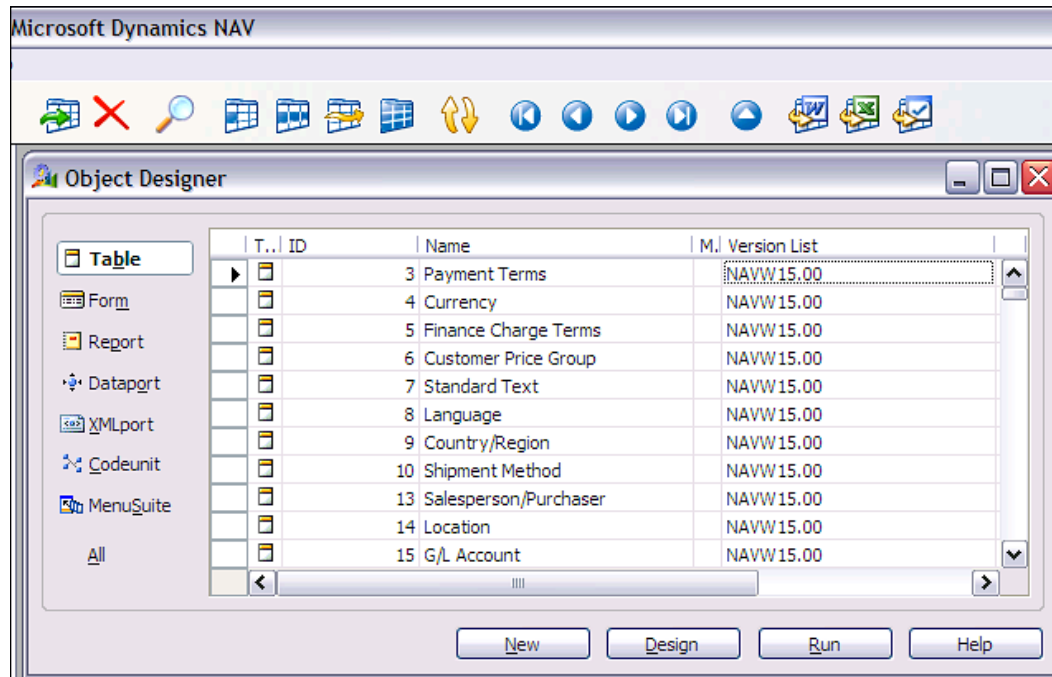 Microsoft Dynamics NAV
Object Designer
Table
Form
Report
Dataport
XMLport
Codeunit
MenuSuite
All
T.. ID Name M. Version List
3 Payment Terms NAVW15.00
4 Currency NAVW15.00
5 Finance Charge Terms NAVW15.00
6 Customer Price Group NAVW15.00
7 Standard Text NAVW15.00
8 Language NAVW15.00
9 Country/Region NAVW15.00
10 Shipment Method NAVW15.00
13 Salesperson/Purchaser NAVW15.00
14 Location NAVW15.00
15 G/L Account NAVW15.00
New Design Run Help